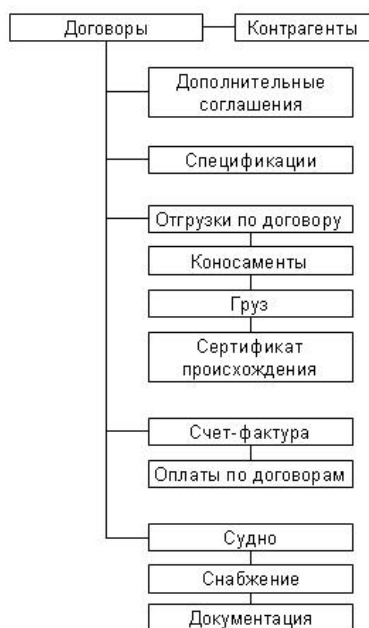 Договоры
Контрагенты
Дополнительные
соглашения
Спецификации
Отгрузки по договору
Коносаменты
Груз
Сертификат
происхождения
Счет-фактура
Оплаты по договорам
Судно
Снабжение
Документация